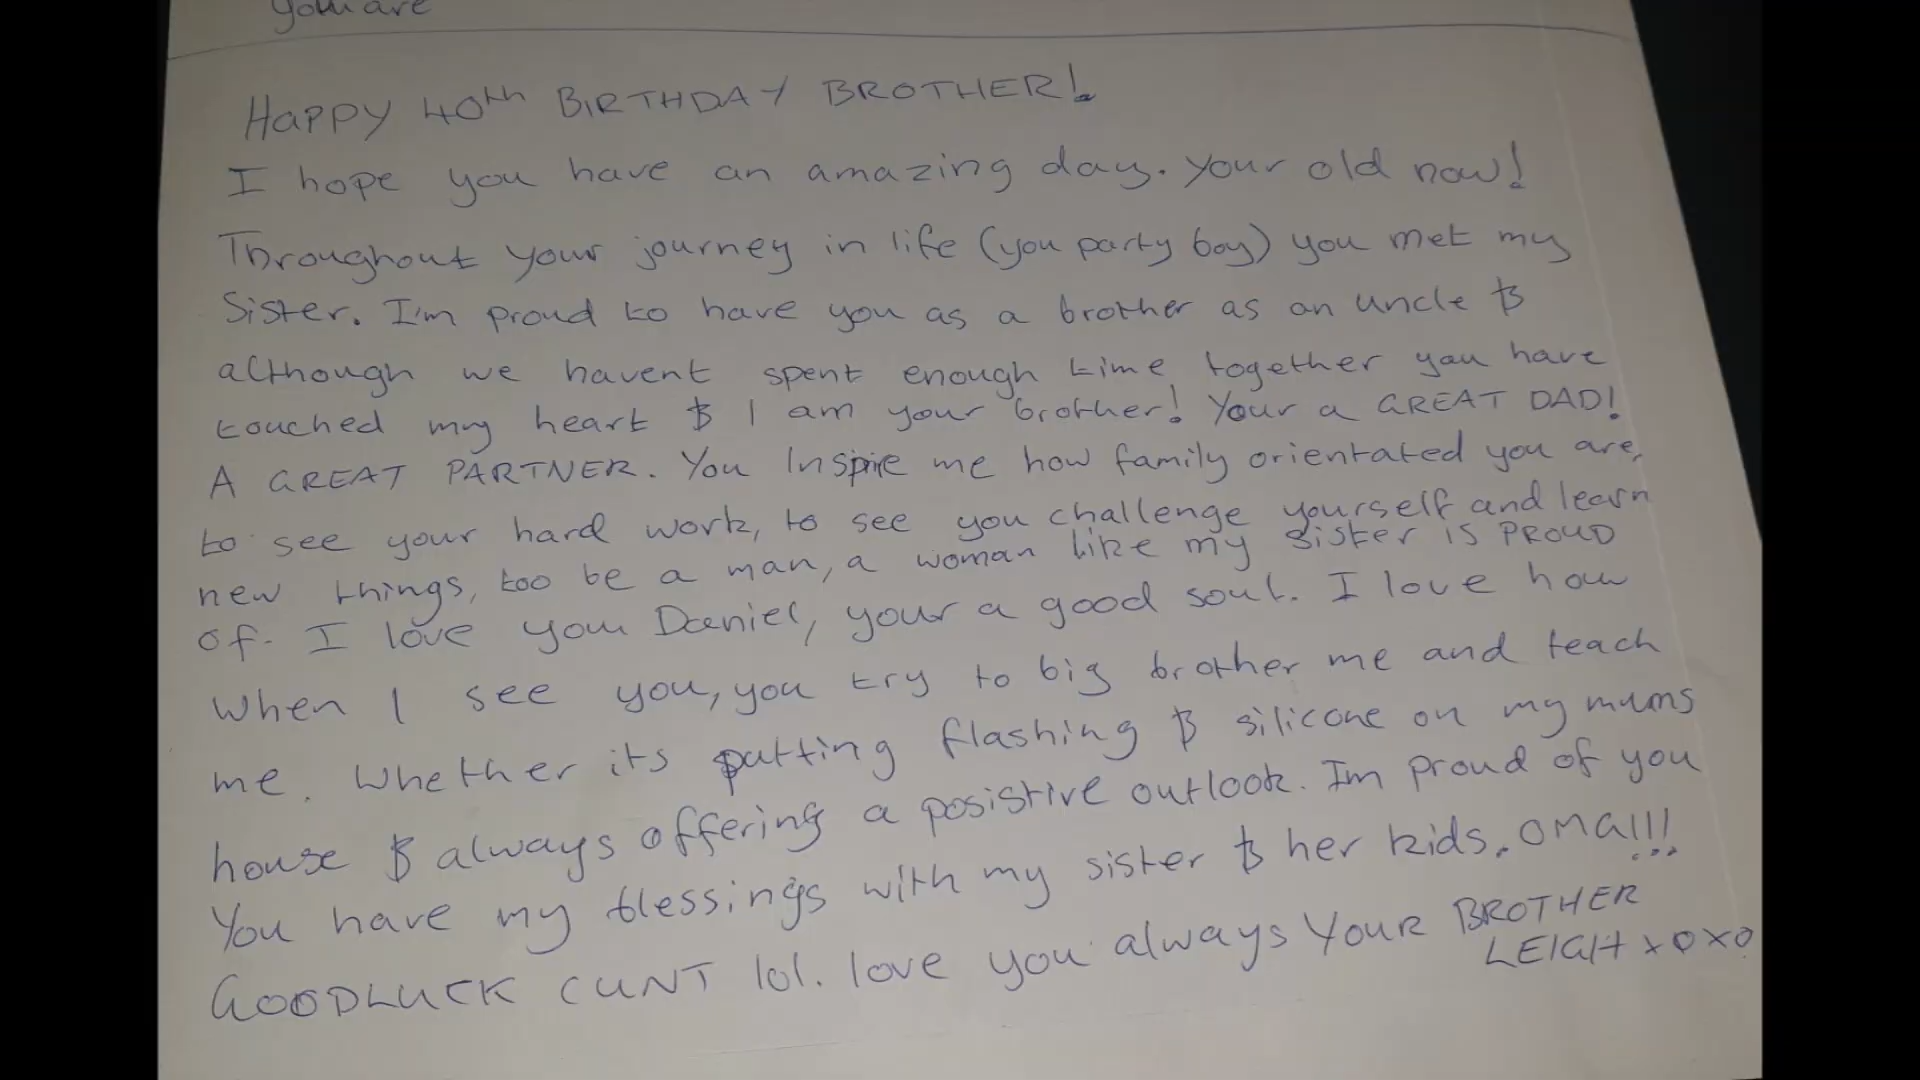 you are
HAPPY 40th BIRTHDAY BROTHER!
I hope you have an amazing day. Your old now!
Throughout your journey in life (you party boy) you met my
Sister. I'm proud to have you as a brother as an uncle &
although we havent spent enough time together you have
touched my heart & I am your brother! Your a GREAT DAD!
A GREAT PARTNER. You Inspire me how family orientated you are,
to see your hard work, to see you challenge yourself and learn
new things, too be a man, a woman like my sister is PROUD
of. I love you Daniel, your a good soul. I love how
when I see you, you try to big brother me and teach
me. Whether its putting flashing & silicone on my mums
house & always offering a posistive outlook. Im proud of you
You have my blessings with my sister & her kids. OMG!!!
GOODLUCK CUNT lol. love you always YOUR BROTHER
LEIGH xoxo